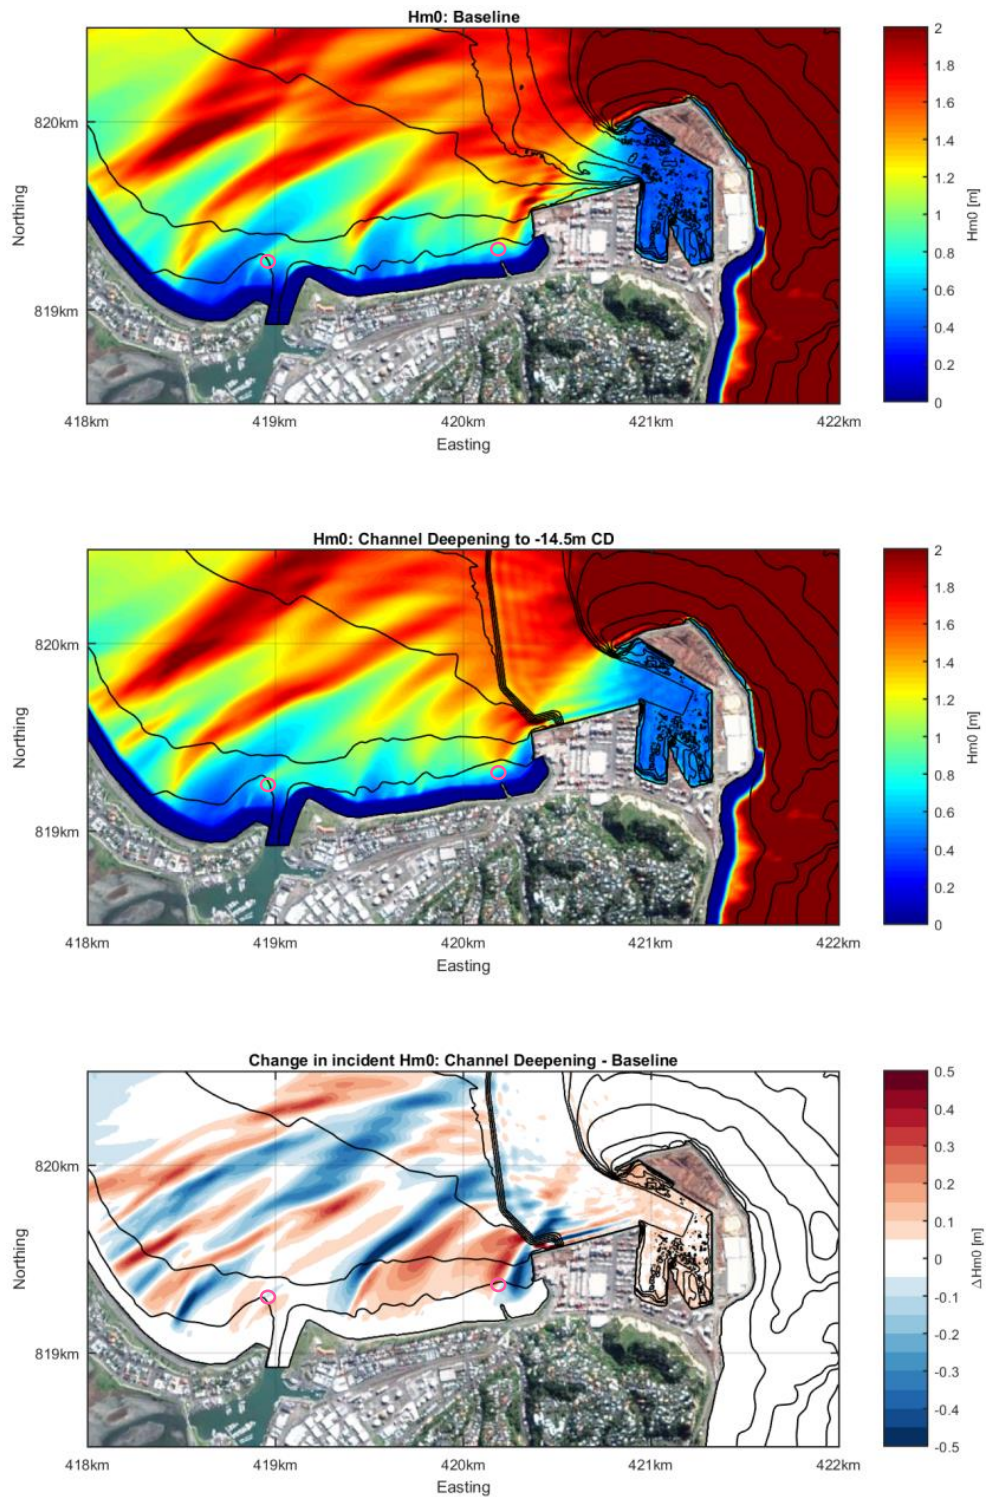 Hm0: Baseline
820km
819km
Northing
418km 419km 420km 421km 422km
Easting
2
1.8
1.6
1.4
1.2
1
0.8
0.6
0.4
0.2
0
Hm0 [m]
Hm0: Channel Deepening to -14.5m CD
820km
819km
Northing
418km 419km 420km 421km 422km
Easting
2
1.8
1.6
1.4
1.2
1
0.8
0.6
0.4
0.2
0
Hm0 [m]
Change in incident Hm0: Channel Deepening - Baseline
820km
819km
Northing
418km 419km 420km 421km 422km
Easting
0.5
0.4
0.3
0.2
0.1
0
-0.1
-0.2
-0.3
-0.4
-0.5
ΔHm0 [m]